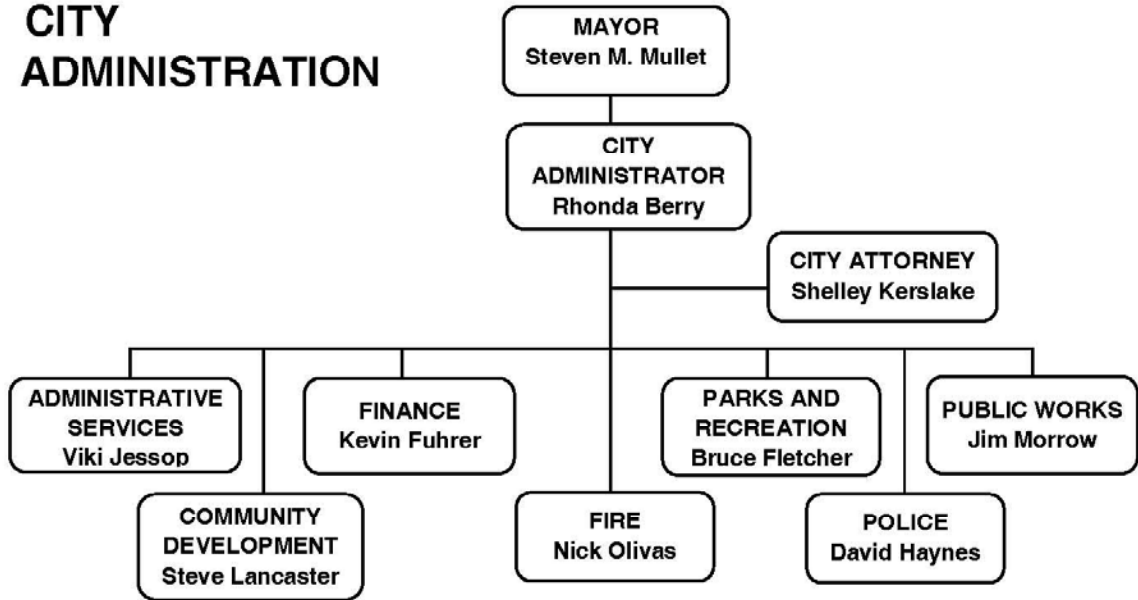 CITY
ADMINISTRATION
MAYOR
Steven M. Mullet
CITY
ADMINISTRATOR
Rhonda Berry
CITY ATTORNEY
Shelley Kerslake
ADMINISTRATIVE
SERVICES
Viki Jessop
FINANCE
Kevin Fuhrer
PARKS AND
RECREATION
Bruce Fletcher
PUBLIC WORKS
Jim Morrow
COMMUNITY
DEVELOPMENT
Steve Lancaster
FIRE
Nick Olivas
POLICE
David Haynes